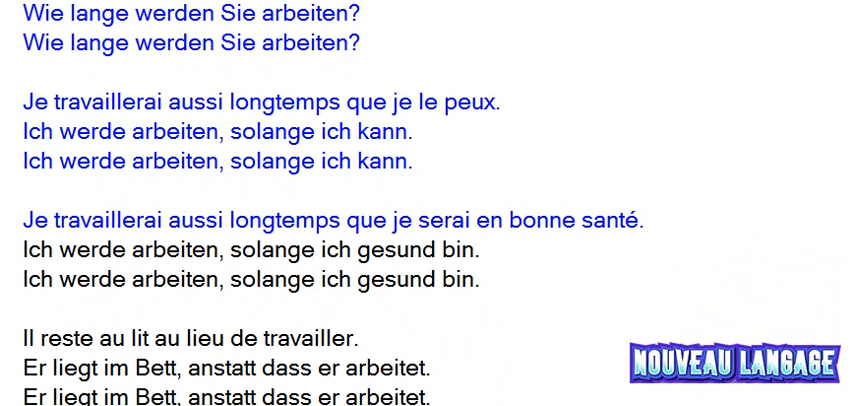 Wie lange werden Sie arbeiten?
Wie lange werden Sie arbeiten?
Je travaillerai aussi longtemps que je le peux.
Ich werde arbeiten, solange ich kann.
Ich werde arbeiten, solange ich kann.
Je travaillerai aussi longtemps que je serai en bonne santé.
Ich werde arbeiten, solange ich gesund bin.
Ich werde arbeiten, solange ich gesund bin.
Il reste au lit au lieu de travailler.
Er liegt im Bett, anstatt dass er arbeitet.
Er liegt im Bett, anstatt dass er arbeitet.
NOUVEAU LANGAGE